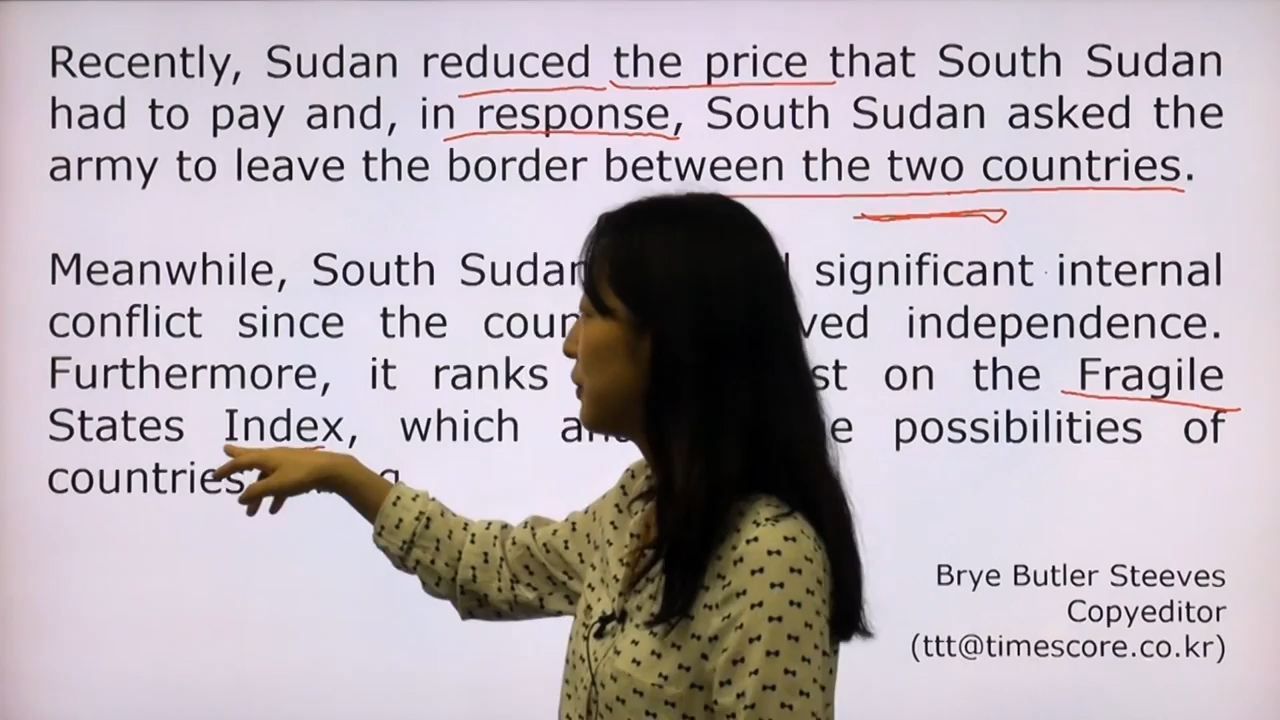 Recently, Sudan reduced the price that South Sudan
had to pay and, in response, South Sudan asked the
army to leave the border between the two countries.
Meanwhile, South Sudan significant internal
conflict since the independence.
Furthermore, it ranks on the Fragile
States Index, which possibilities of
countries
Brye Butler Steeves
Copyeditor
(ttt@timescore.co.kr)